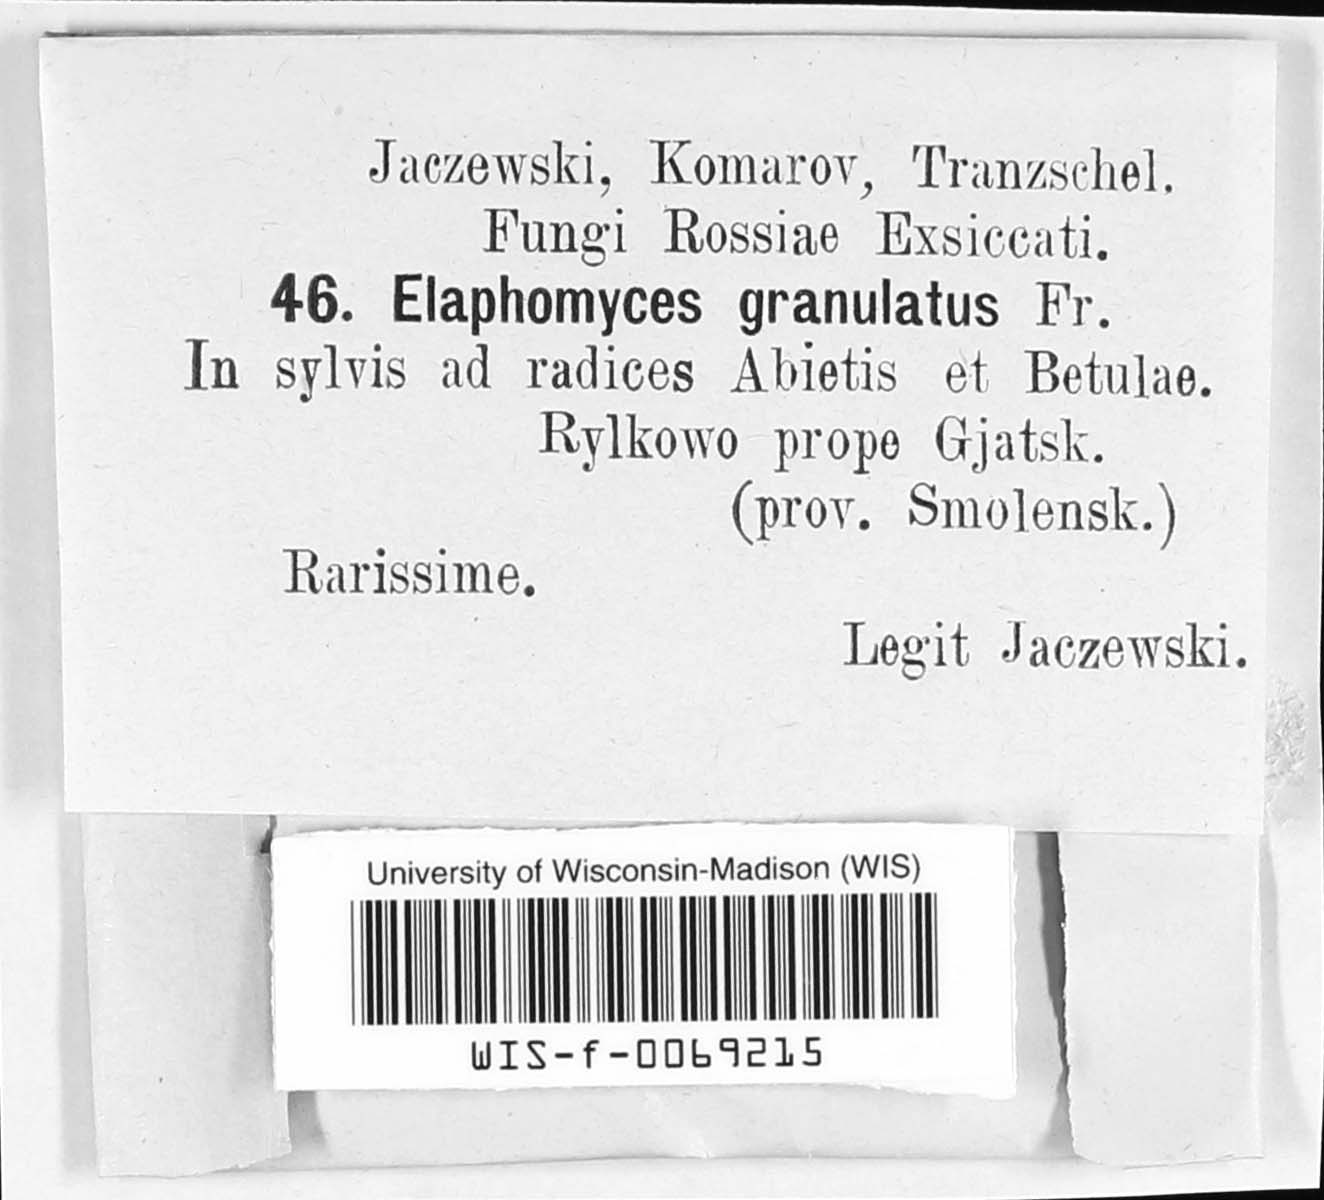 Jaczewski, Komarov, Tranzschel.
Fungi Rossiae Exsiccati.
46. Elaphomyces granulatus Fr.
In sylvis ad radices Abietis et Betulae.
Rylkowo prope Gjatsk.
(prov. Smolensk.)
Rarissime.
Legit Jaczewski.
University of Wisconsin-Madison (WIS)
WIS-f-0069215